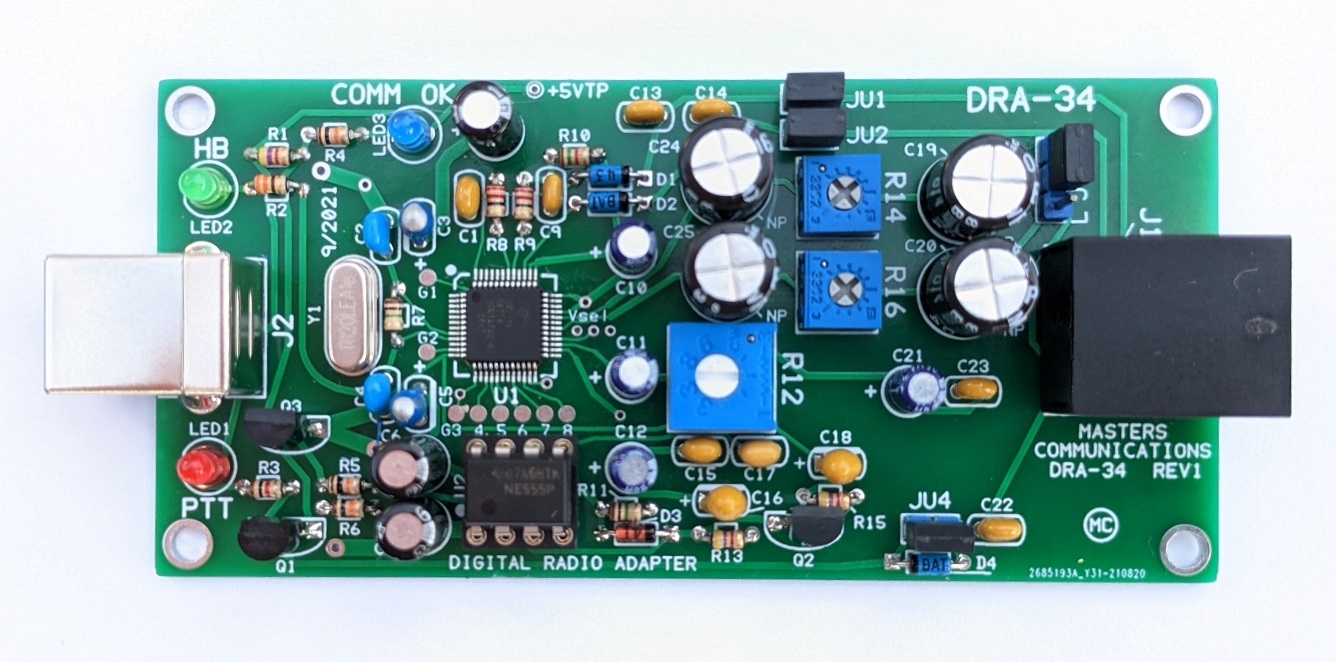 COMM OK
+5VTP
C13
C14
JU1
DRA-34
HB
R1
R4
LED3
R10
C24
JU2
C19
R2
D1
D2
LED2
9/2021
C2
C3
C1
R8
R9
C9
BAT
C25
NP
3302
R14
J1
C10
C20
G1
J2
Y1
R7
Vsel
3302
R16
NP
NP
G2
C11
R12
C21
C23
U1
C4
C5
G3 4 5 6 7 8
Q3
LED1
C6
C12
C15
C17
C18
MASTERS
COMMUNICATIONS
DRA-34 REV1
R3
R5
U2
NE555P
R11
C16
PTT
R6
D3
R15
JU4
C22
MC
Q1
R13
Q2
DIGITAL RADIO ADAPTER
BAT
D4
2685193A_Y31-210820